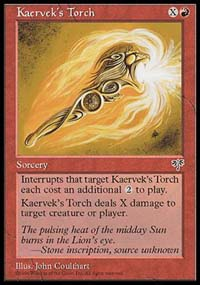 Kaervek's Torch X
Sorcery
Interrupts that target Kaervek's Torch
each cost an additional 2 to play.
Kaervek's Torch deals X damage to
target creature or player.
The pulsing heat of the midday Sun
burns in the Lion's eye.
—Stone inscription, source unknown
Illus. John Coulthart